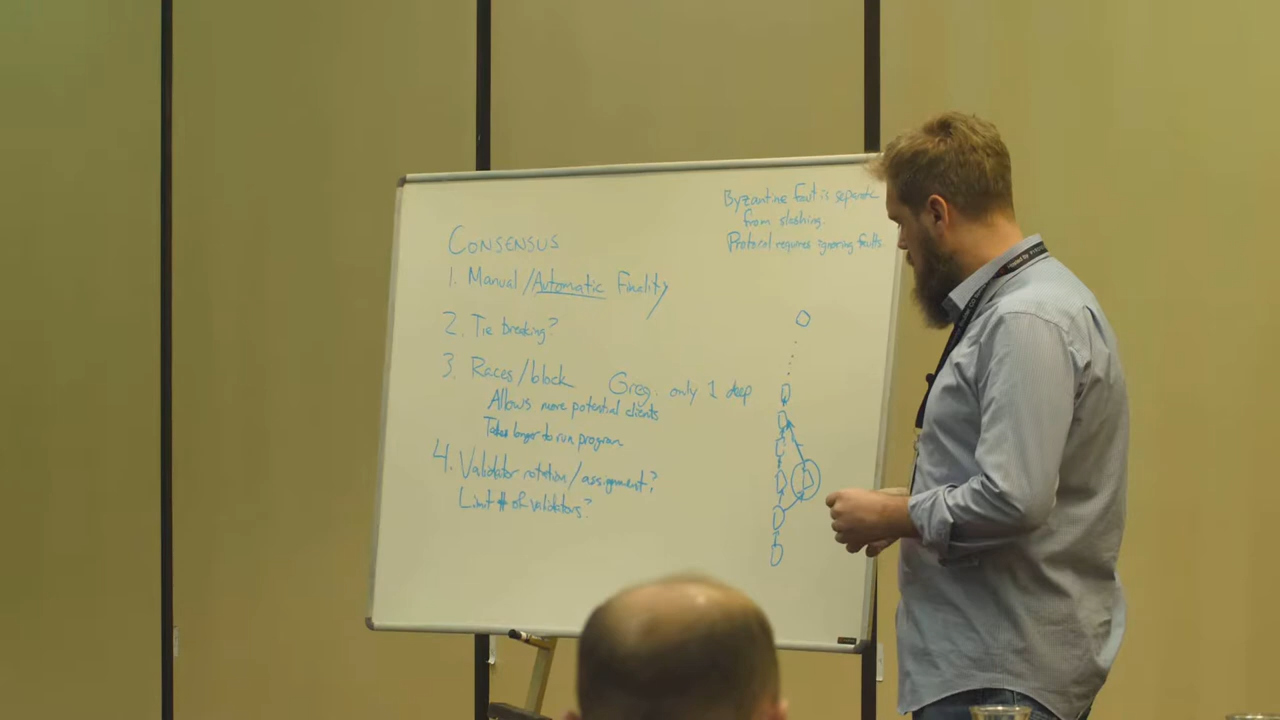 Byzantine fault is separate
from slashing.
Protocol requires ignoring faults.
CONSENSUS
1. Manual/Automatic Finality
2. Tie breaking?
3. Races/block
Greg. only 1 deep
Allows more potential clients
Takes longer to run program
4. Validator rotation/assignment?
Limit # of validators?